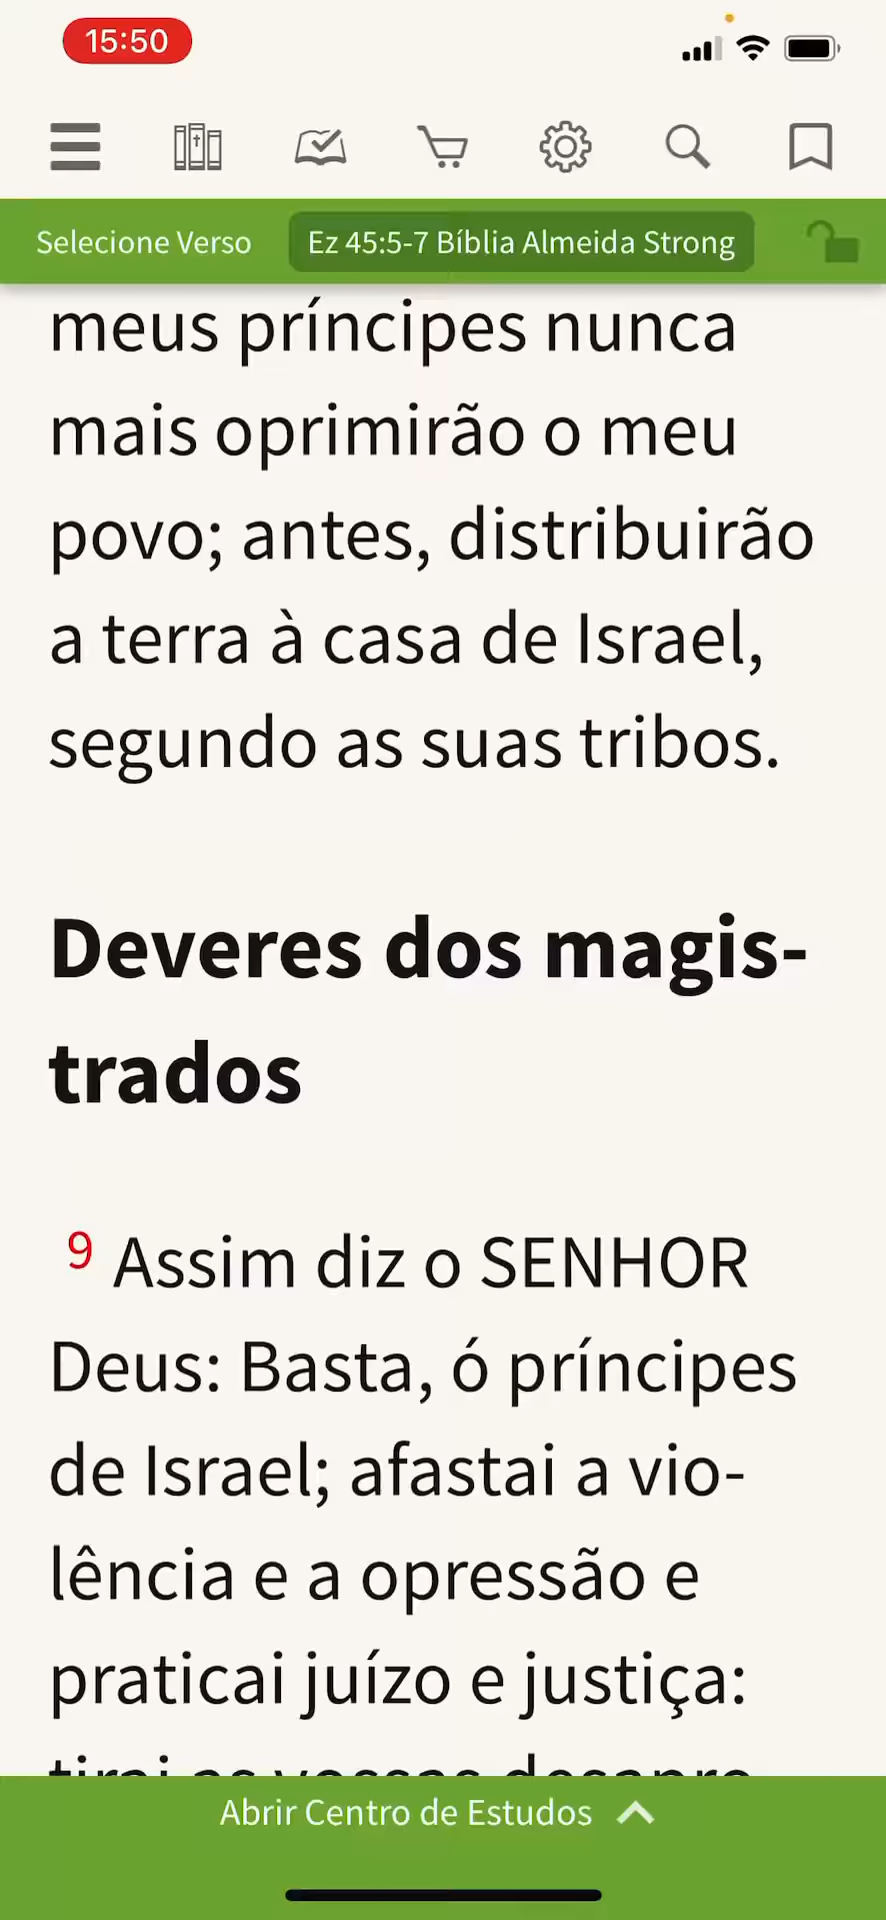 15:50
Selecione Verso
Ez 45:5-7 Bíblia Almeida Strong
meus príncipes nunca
mais oprimirão o meu
povo; antes, distribuirão
a terra à casa de Israel,
segundo as suas tribos.
Deveres dos magis-
trados
9 Assim diz o SENHOR
Deus: Basta, ó príncipes
de Israel; afastai a vio-
lência e a opressão e
praticai juízo e justiça:
Abrir Centro de Estudos